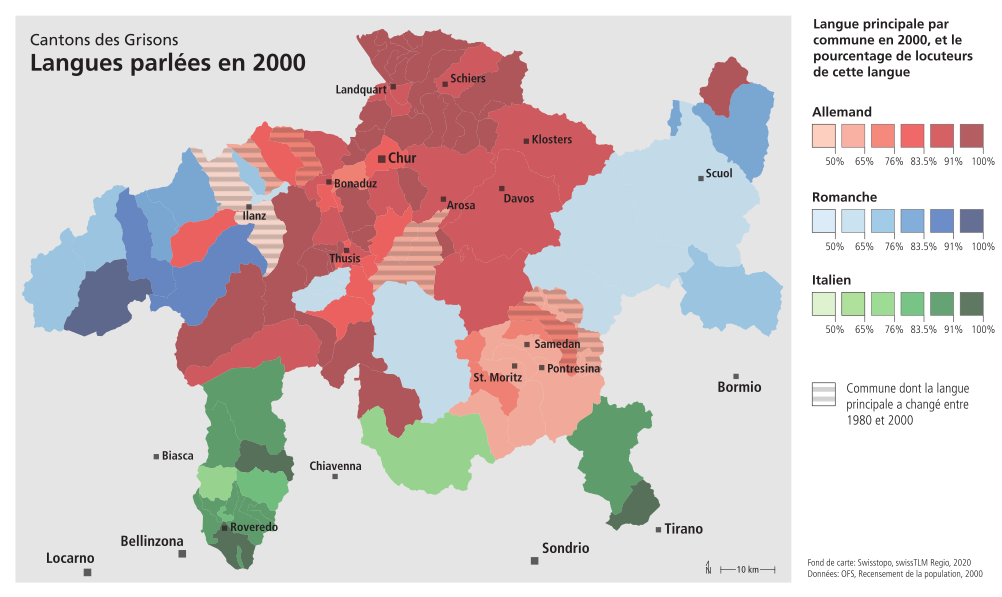 Cantons des Grisons
Langues parlées en 2000
Landquart
Schiers
Klosters
Chur
Bonaduz
Ilanz
Arosa
Davos
Scuol
Thusis
Samedan
St. Moritz
Pontresina
Bormio
Biasca
Chiavenna
Roveredo
Bellinzona
Locarno
Sondrio
Tirano
N
10 km
Langue principale par
commune en 2000, et le
pourcentage de locuteurs
de cette langue
Allemand
50% 65% 76% 83.5% 91% 100%
Romanche
50% 65% 76% 83.5% 91% 100%
Italien
50% 65% 76% 83.5% 91% 100%
Commune dont la langue
principale a changé entre
1980 et 2000
Fond de carte: Swisstopo, swissTLM Regio, 2020
Données: OFS, Recensement de la population, 2000